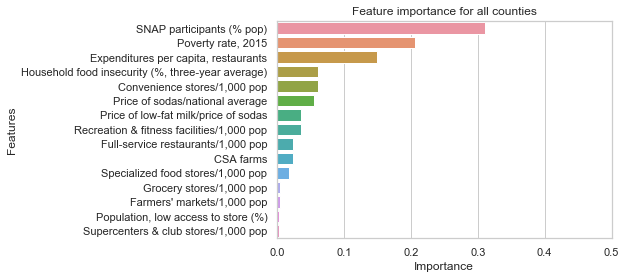 Feature importance for all counties
SNAP participants (% pop)
Poverty rate, 2015
Expenditures per capita, restaurants
Household food insecurity (%, three-year average)
Convenience stores/1,000 pop
Price of sodas/national average
Price of low-fat milk/price of sodas
Recreation & fitness facilities/1,000 pop
Full-service restaurants/1,000 pop
CSA farms
Specialized food stores/1,000 pop
Grocery stores/1,000 pop
Farmers' markets/1,000 pop
Population, low access to store (%)
Supercenters & club stores/1,000 pop
Features
0.0 0.1 0.2 0.3 0.4 0.5
Importance